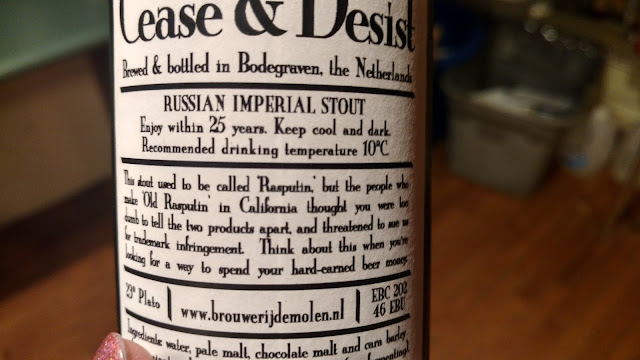 Cease & Desist
Brewed & bottled in Bodegraven, the Netherlands
RUSSIAN IMPERIAL STOUT
Enjoy within 25 years. Keep cool and dark.
Recommended drinking temperature 10°C
This stout used to be called 'Rasputin,' but the people who
make 'Old Rasputin' in California thought you were too
dumb to tell the two products apart, and threatened to sue us
for trademark infringement. Think about this when you're
looking for a way to spend your hard-earned beer money.
23° Plato
www.brouwerijdemolen.nl
EBC 202
46 EBU
Ingredients: water, pale malt, chocolate malt and cara barley